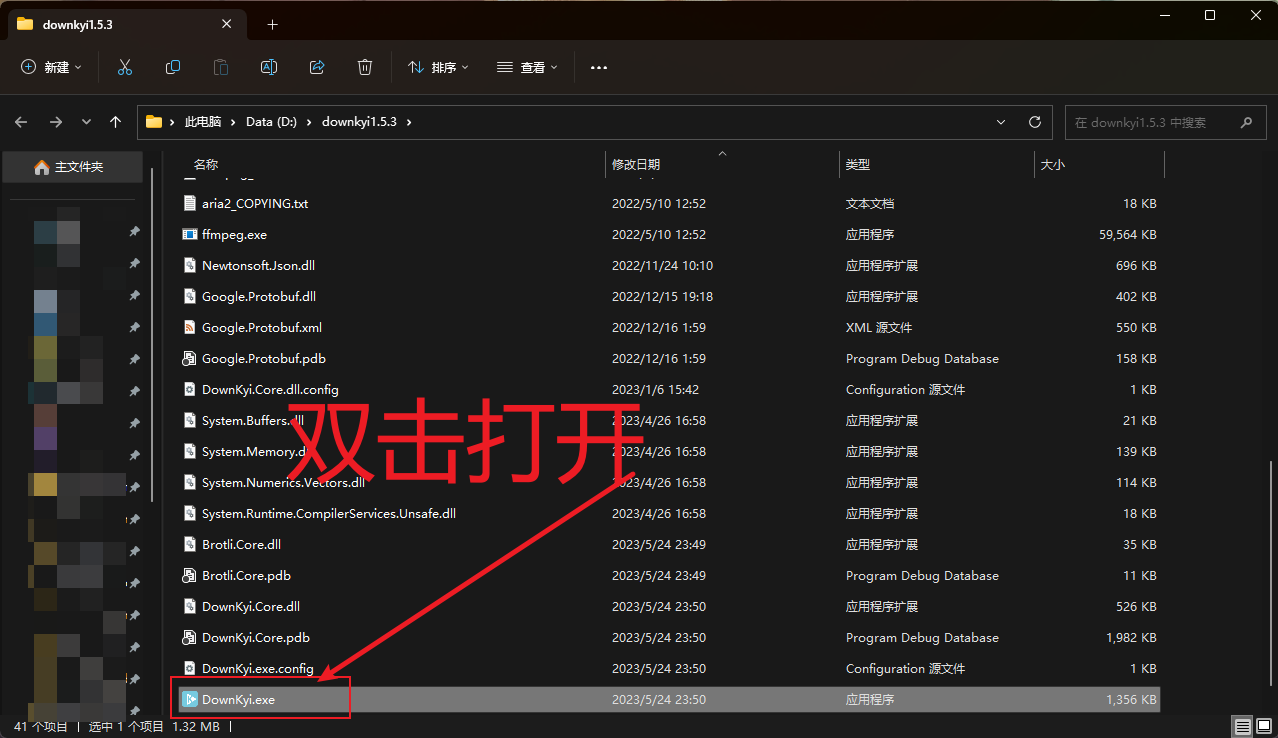 downkyi1.5.3
新建
排序
查看
此电脑 Data (D:) downkyi1.5.3
在 downkyi1.5.3 中搜索
主文件夹
名称 修改日期 类型 大小
aria2_COPYING.txt 2022/5/10 12:52 文本文档 18 KB
ffmpeg.exe 2022/5/10 12:52 应用程序 59,564 KB
Newtonsoft.Json.dll 2022/11/24 10:10 应用程序扩展 696 KB
Google.Protobuf.dll 2022/12/15 19:18 应用程序扩展 402 KB
Google.Protobuf.xml 2022/12/16 1:59 XML 源文件 550 KB
Google.Protobuf.pdb 2022/12/16 1:59 Program Debug Database 158 KB
DownKyi.Core.dll.config 2023/1/6 15:42 Configuration 源文件 1 KB
System.Buffers.dll 2023/4/26 16:58 应用程序扩展 21 KB
双击打开
System.Memory.d 2023/4/26 16:58 应用程序扩展 139 KB
System.Numerics.Vectors.dll 2023/4/26 16:58 应用程序扩展 114 KB
System.Runtime.CompilerServices.Unsafe.dll 2023/4/26 16:58 应用程序扩展 18 KB
Brotli.Core.dll 2023/5/24 23:49 应用程序扩展 35 KB
Brotli.Core.pdb 2023/5/24 23:49 Program Debug Database 11 KB
DownKyi.Core.dll 2023/5/24 23:50 应用程序扩展 526 KB
DownKyi.Core.pdb 2023/5/24 23:50 Program Debug Database 1,982 KB
DownKyi.exe.config 2023/5/24 23:50 Configuration 源文件 1 KB
DownKyi.exe 2023/5/24 23:50 应用程序 1,356 KB
41 个项目 选中 1 个项目 1.32 MB